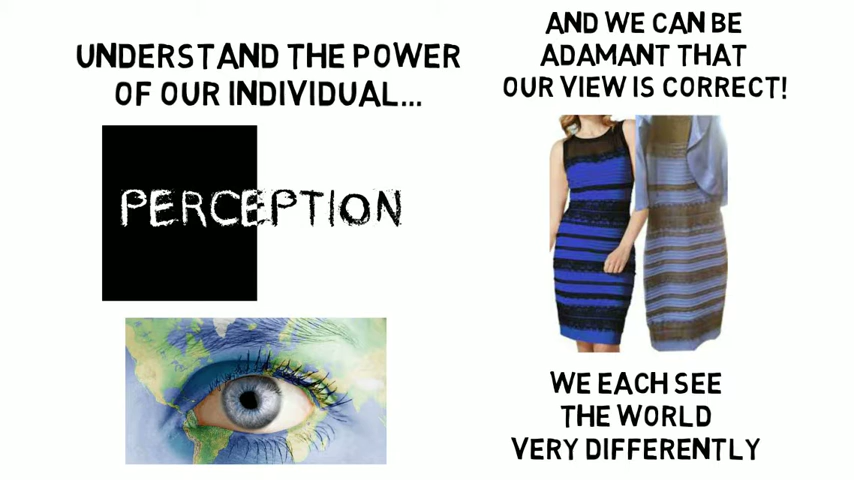 UNDERSTAND THE POWER
OF OUR INDIVIDUAL...
PERCEPTION
AND WE CAN BE
ADAMANT THAT
OUR VIEW IS CORRECT!
WE EACH SEE
THE WORLD
VERY DIFFERENTLY